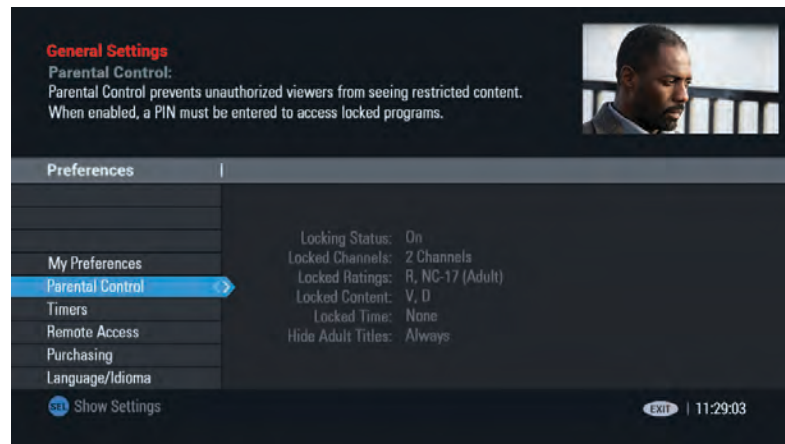 General Settings
Parental Control:
Parental Control prevents unauthorized viewers from seeing restricted content.
When enabled, a PIN must be entered to access locked programs.
Preferences
My Preferences
Parental Control
Timers
Remote Access
Purchasing
Language/Idioma
Locking Status: On
Locked Channels: 2 Channels
Locked Ratings: R, NC-17 (Adult)
Locked Content: V, D
Locked Time: None
Hide Adult Titles: Always
SEL Show Settings
EXIT | 11:29:03